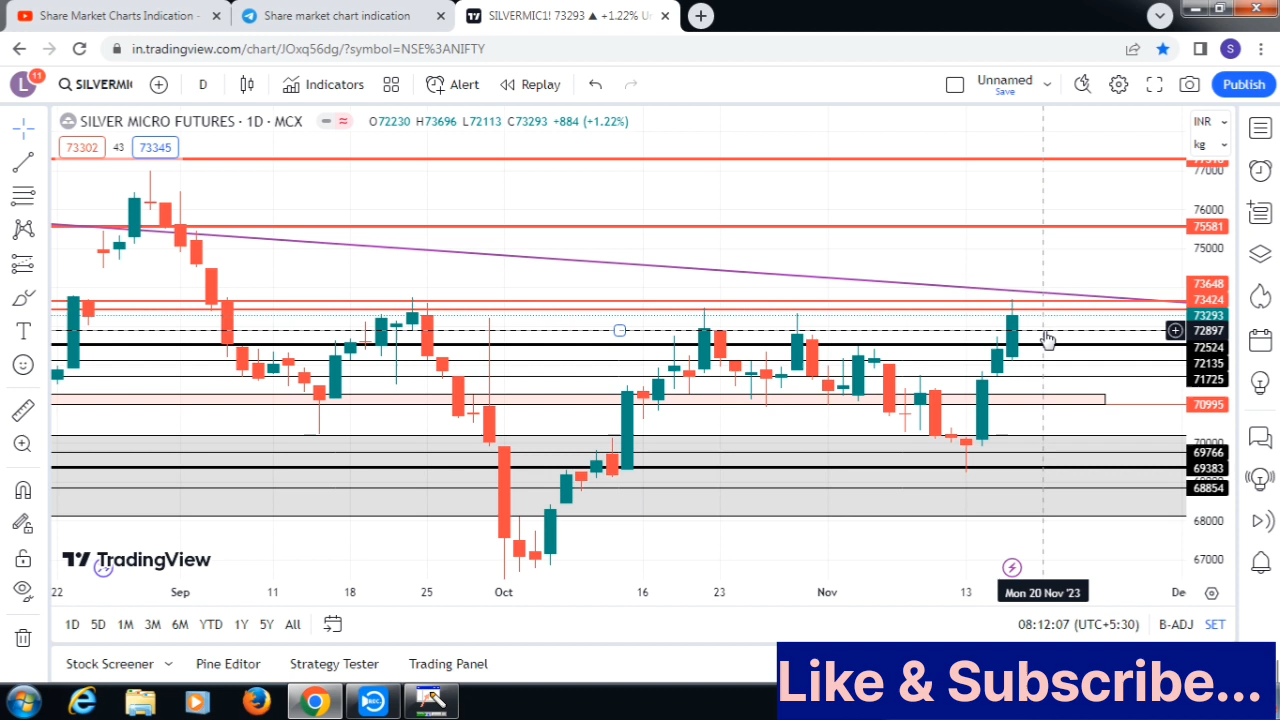 Share Market Charts Indication -
Share market chart indication
SILVERMIC1! 73293 ▲ +1.22% Un
in.tradingview.com/chart/JOxq56dg/?symbol=NSE%3ANIFTY
S
L
11
SILVERMI
D
Indicators
Alert
Replay
Unnamed
Save
Publish
SILVER MICRO FUTURES · 1D · MCX
O72230 H73696 L72113 C73293 +884 (+1.22%)
INR
kg
73302
43
73345
77000
76000
75581
75000
73648
73424
73293
72897
72524
72135
71725
70995
70000
69766
69383
68854
68000
67000
TradingView
22
Sep
11
18
25
Oct
16
23
Nov
13
Mon 20 Nov '23
De
1D
5D
1M
3M
6M
YTD
1Y
5Y
All
08:12:07 (UTC+5:30)
B-ADJ
SET
Stock Screener
Pine Editor
Strategy Tester
Trading Panel
REC
Like & Subscribe...